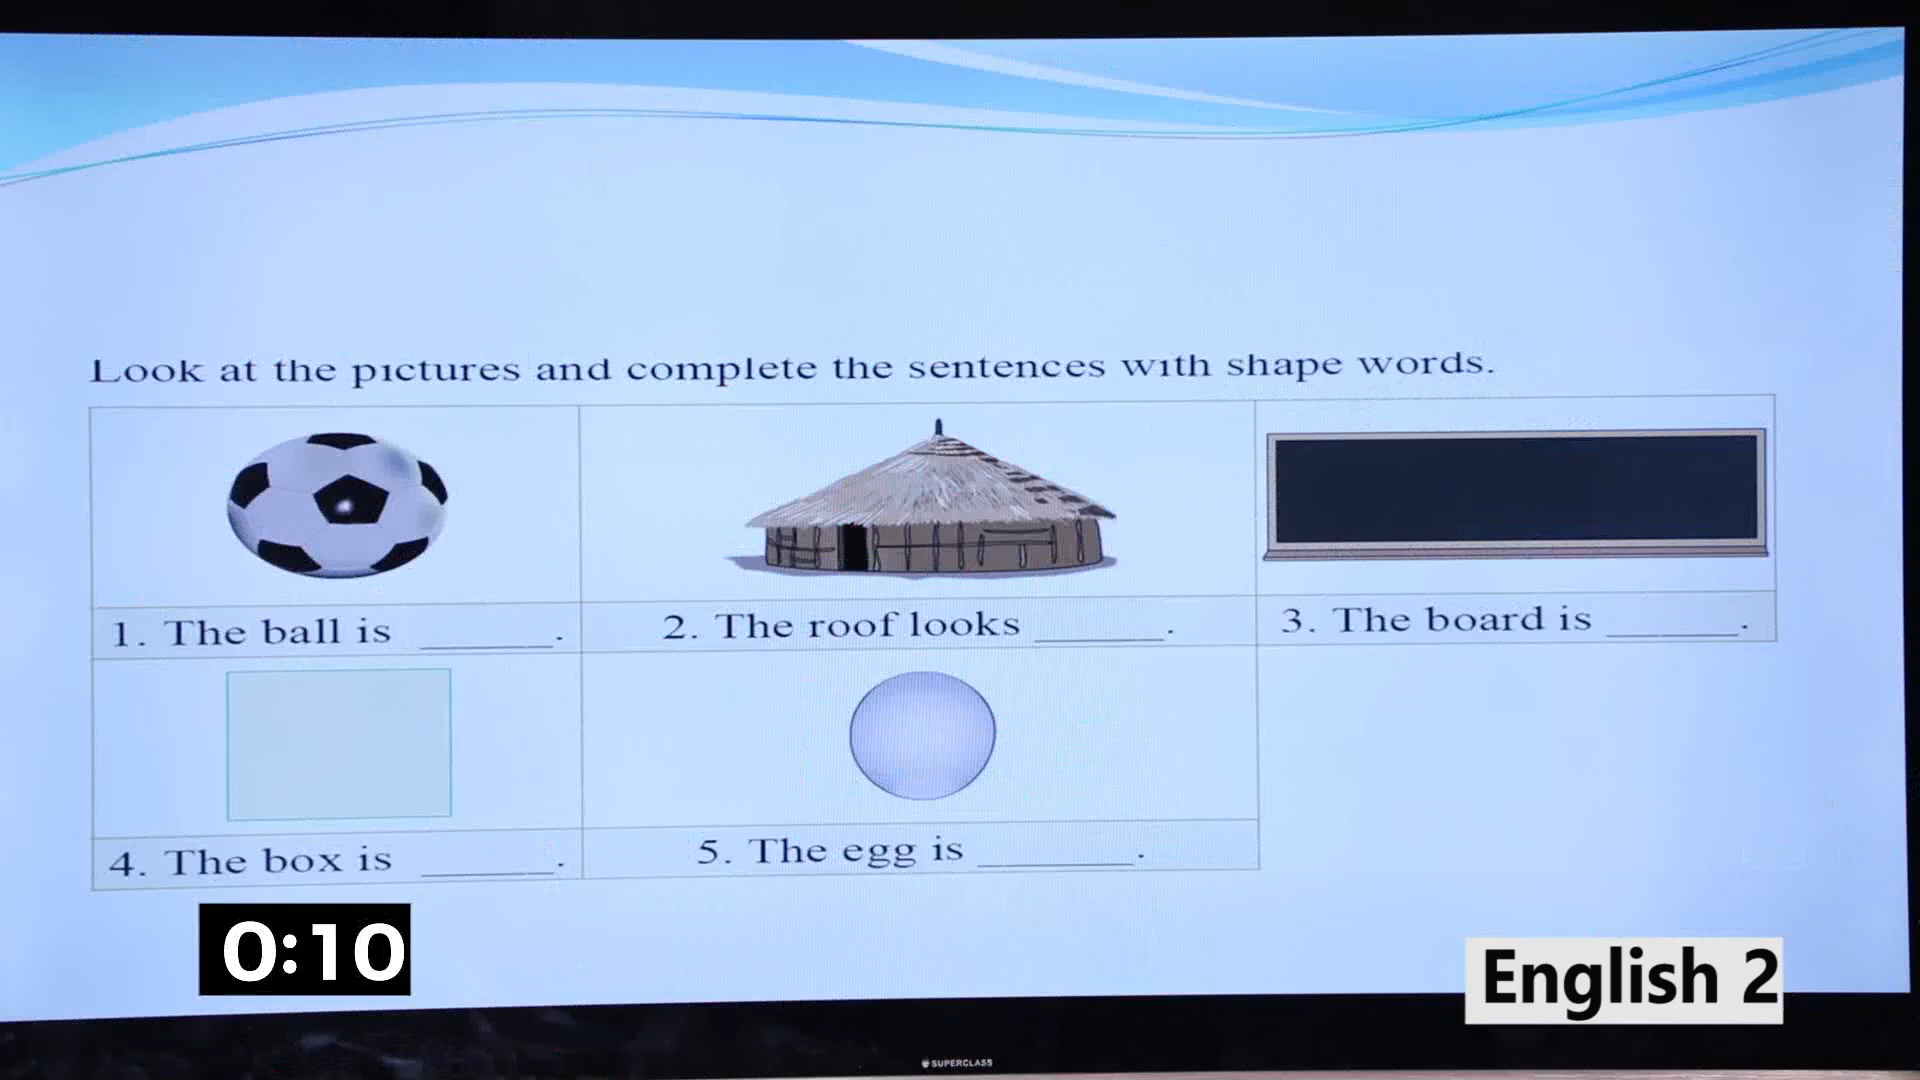 Look at the pictures and complete the sentences with shape words.
1. The ball is ______.
2. The roof looks ______.
3. The board is ______.
4. The box is ______.
5. The egg is _______.
0:10
English 2
SUPERCLASS